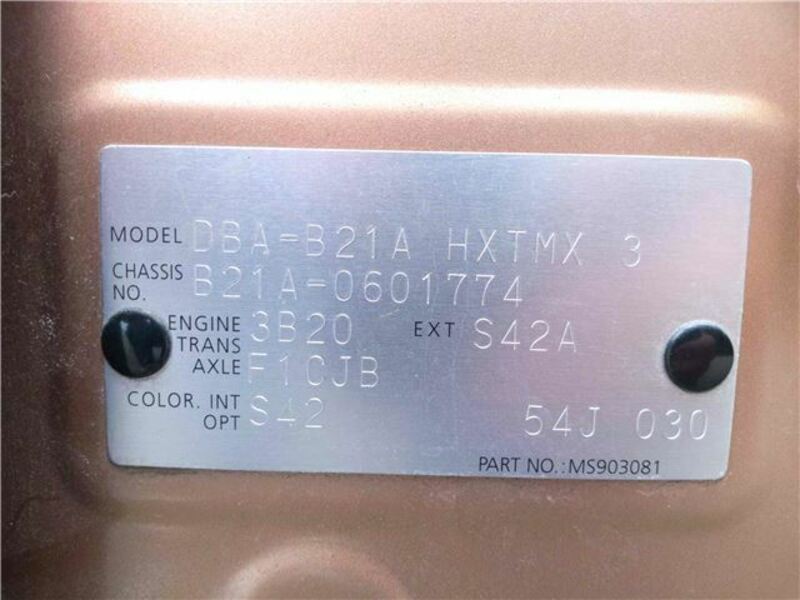 MODEL DBA-B21A HXTMX 3
CHASSIS NO. B21A-0601774
ENGINE 3B20 EXT S42A
TRANS AXLE F1CJB
COLOR. INT OPT S42 54J 030
PART NO.:MS903081